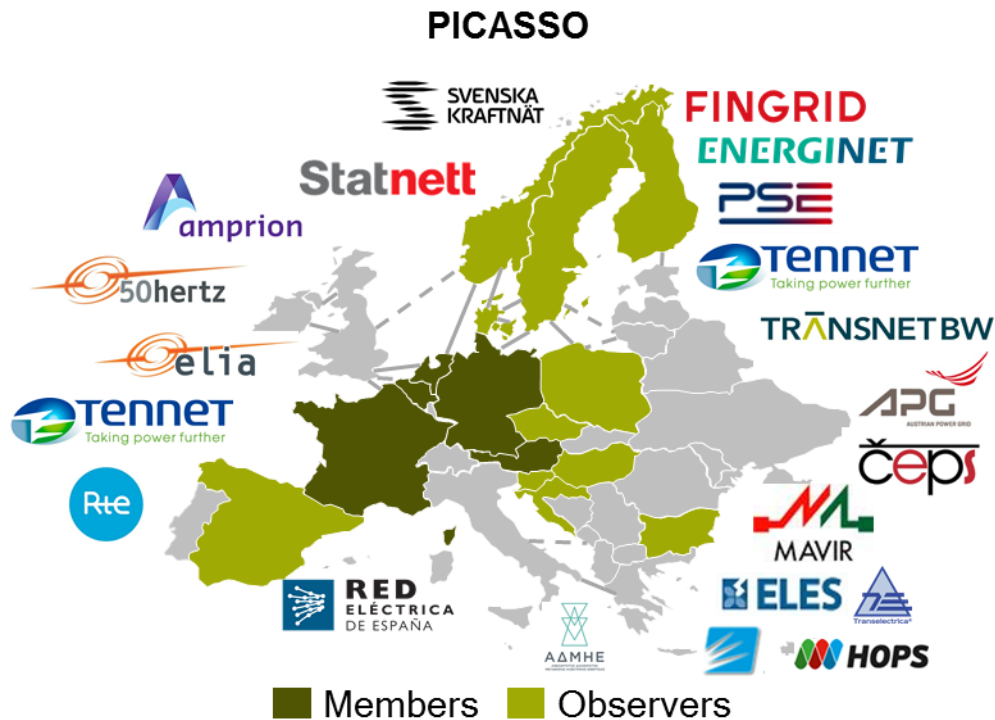 PICASSO
SVENSKA
KRAFTNÄT
FINGRID
ENERGINET
Statnett
PSE
amprion
TENNET
Taking power further
50hertz
TRANSNET BW
elia
APG
AUSTRIAN POWER GRID
TENNET
Taking power further
čeps
Rte
MAVIR
RED
ELÉCTRICA
DE ESPAÑA
ELES
Transelectrica®
ΑΔΜΗΕ
HOPS
Members
Observers